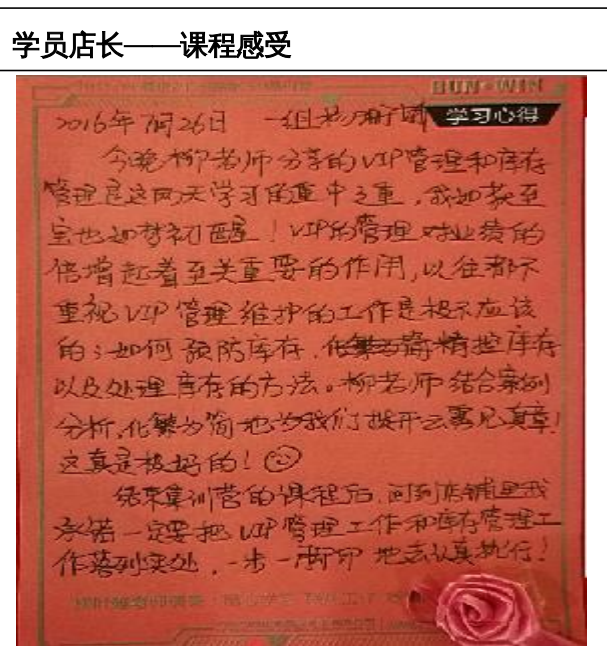 学员店长——课程感受
BUN·WIN
学习心得
2016年7月26日 一组
今晚柳老师分享的VIP管理和库存
管理是这两天学习的重中之重，我如获至
宝也如梦初醒！VIP的管理对业绩的
倍增起着至关重要的作用，以往都不
重视VIP管理维护的工作是极不应该
的；如何预防库存，精控库存
以及处理库存的方法。柳老师结合案例
分析，化繁为简地为我们拨开云雾见真章！
这真是极好的！
结束集训营的课程后，回到店铺里我
承诺一定要把VIP管理工作和库存管理工
作落到实处，一步一脚印地去认真执行！